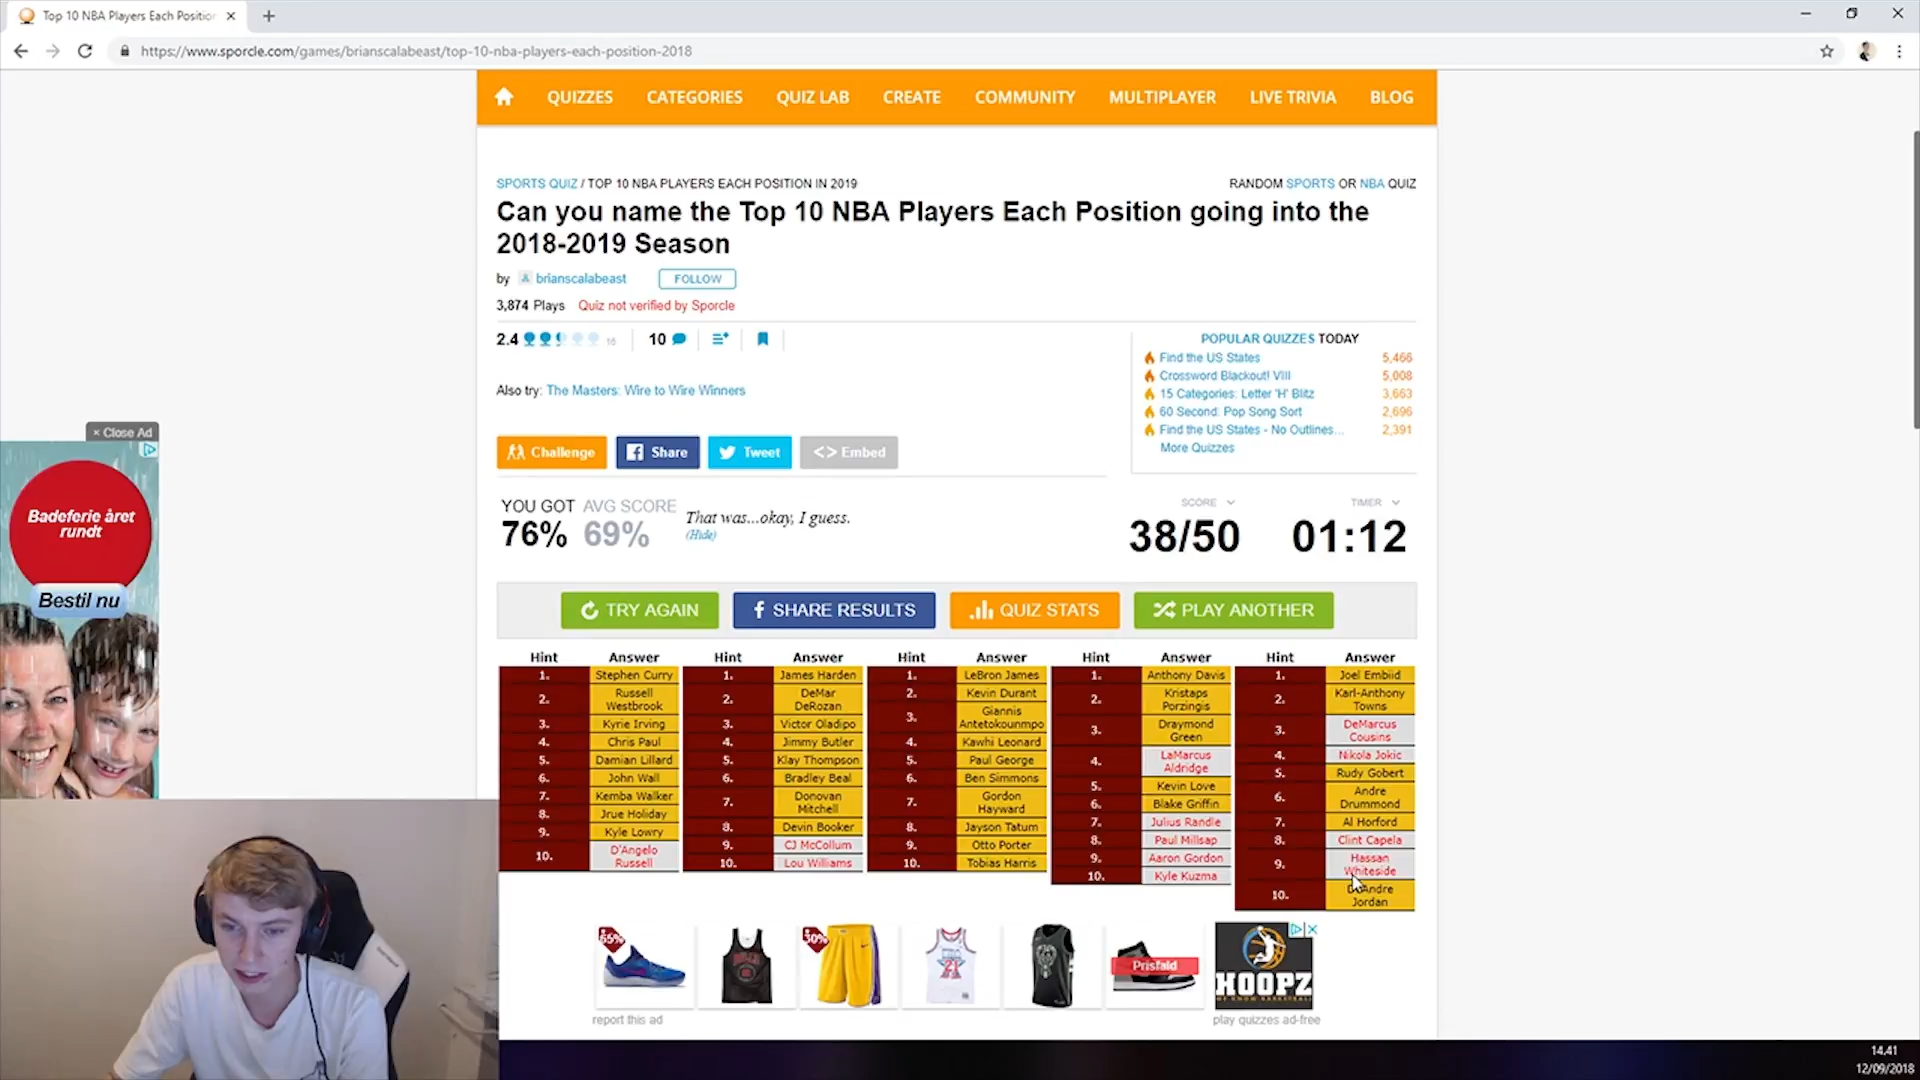 Top 10 NBA Players Each Positio
https://www.sporcle.com/games/brianscalabeast/top-10-nba-players-each-position-2018
QUIZZES CATEGORIES QUIZ LAB CREATE COMMUNITY MULTIPLAYER LIVE TRIVIA BLOG
SPORTS QUIZ / TOP 10 NBA PLAYERS EACH POSITION IN 2019
RANDOM SPORTS OR NBA QUIZ
Can you name the Top 10 NBA Players Each Position going into the
2018-2019 Season
by brianscalabeast FOLLOW
3,874 Plays Quiz not verified by Sporcle
2.4 16 10
Also try: The Masters: Wire to Wire Winners
POPULAR QUIZZES TODAY
Find the US States 5,466
Crossword Blackout! VIII 5,008
15 Categories: Letter 'H' Blitz 3,663
60 Second: Pop Song Sort 2,696
Find the US States - No Outlines... 2,391
More Quizzes
Challenge Share Tweet <> Embed
YOU GOT AVG SCORE
76% 69%
That was...okay, I guess.
(Hide)
SCORE TIMER
38/50 01:12
TRY AGAIN SHARE RESULTS QUIZ STATS PLAY ANOTHER
Hint Answer
1. Stephen Curry
2. Russell
Westbrook
3. Kyrie Irving
4. Chris Paul
5. Damian Lillard
6. John Wall
7. Kemba Walker
8. Jrue Holiday
9. Kyle Lowry
10. D'Angelo
Russell
Hint Answer
1. James Harden
2. DeMar
DeRozan
3. Victor Oladipo
4. Jimmy Butler
5. Klay Thompson
6. Bradley Beal
7. Donovan
Mitchell
8. Devin Booker
9. CJ McCollum
10. Lou Williams
Hint Answer
1. LeBron James
2. Kevin Durant
3. Giannis
Antetokounmpo
4. Kawhi Leonard
5. Paul George
6. Ben Simmons
7. Gordon
Hayward
8. Jayson Tatum
9. Otto Porter
10. Tobias Harris
Hint Answer
1. Anthony Davis
2. Kristaps
Porzingis
3. Draymond
Green
4. LaMarcus
Aldridge
5. Kevin Love
6. Blake Griffin
7. Julius Randle
8. Paul Millsap
9. Aaron Gordon
10. Kyle Kuzma
Hint Answer
1. Joel Embiid
2. Karl-Anthony
Towns
3. DeMarcus
Cousins
4. Nikola Jokic
5. Rudy Gobert
6. Andre
Drummond
7. Al Horford
8. Clint Capela
9. Hassan
Whiteside
10. DeAndre
Jordan
× Close Ad
Badeferie året
rundt
Bestil nu
30%
Prisfald
HOOPZ
report this ad
play quizzes ad-free
14.41
12/09/2018